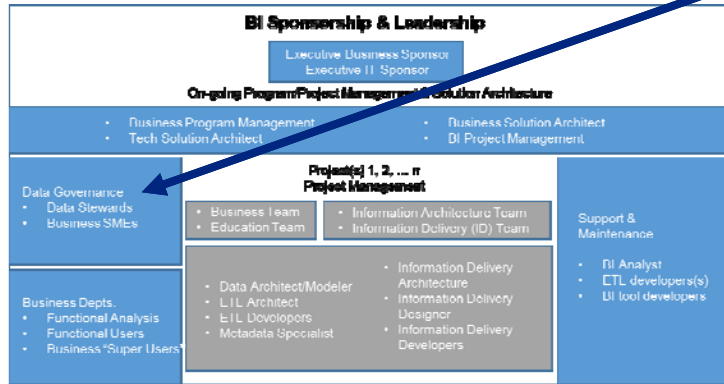 BI Sponsorship & Leadership
Executive Business Sponsor
Executive IT Sponsor
On-going Program/Project Management & Solution Architecture
• Business Program Management
• Tech Solution Architect
• Business Solution Architect
• BI Project Management
Data Governance
• Data Stewards
• Business SMEs
Business Depts.
• Functional Analysis
• Functional Users
• Business "Super Users"
Project(s) 1, 2, ... n
Project Management
• Business Team
• Education Team
• Information Architecture Team
• Information Delivery (ID) Team
• Data Architect/Modeler
• ETL Architect
• ETL Developers
• Metadata Specialist
• Information Delivery
Architecture
• Information Delivery
Designer
• Information Delivery
Developers
Support &
Maintenance
• BI Analyst
• ETL developers(s)
• BI tool developers